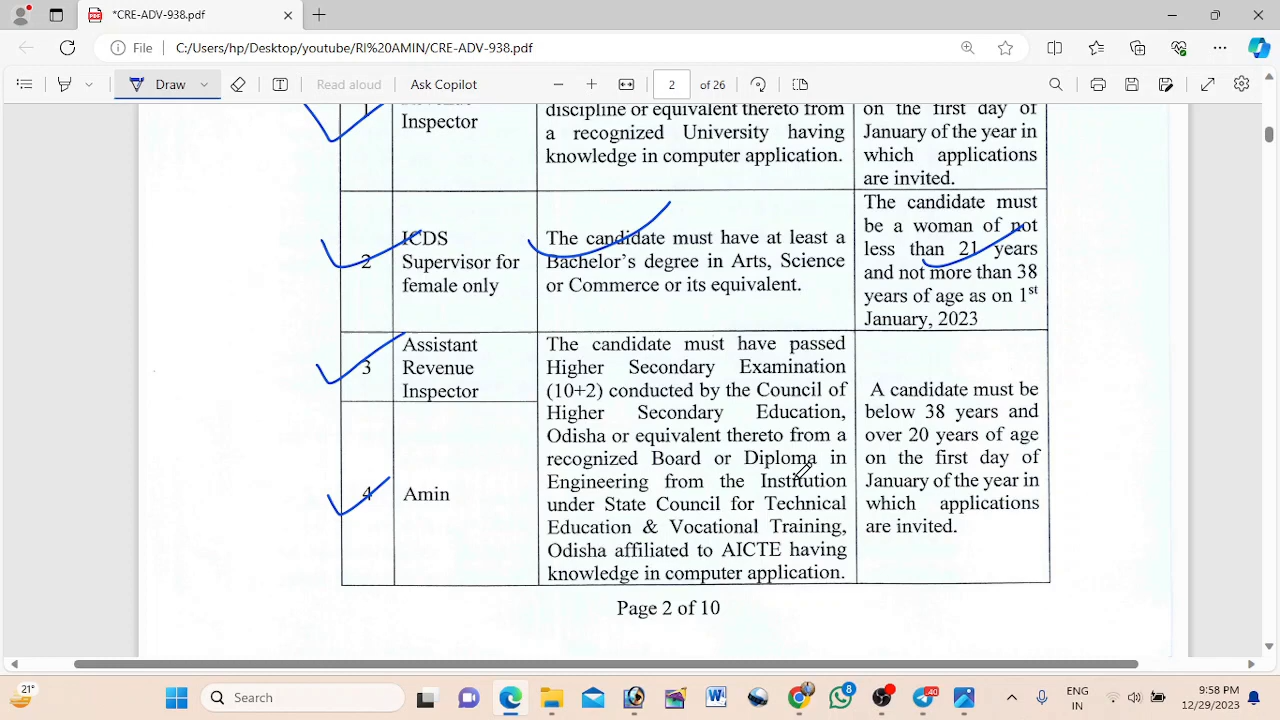 *CRE-ADV-938.pdf
File
C:/Users/hp/Desktop/youtube/RI%20AMIN/CRE-ADV-938.pdf
Draw
Read aloud
Ask Copilot
2
of 26
1
Inspector
discipline or equivalent thereto from
a recognized University having
knowledge in computer application.
on the first day of
January of the year in
which applications
are invited.
2
ICDS
Supervisor for
female only
The candidate must have at least a
Bachelor's degree in Arts, Science
or Commerce or its equivalent.
The candidate must
be a woman of not
less than 21 years
and not more than 38
years of age as on 1st
January, 2023
3
Assistant
Revenue
Inspector
4
Amin
The candidate must have passed
Higher Secondary Examination
(10+2) conducted by the Council of
Higher Secondary Education,
Odisha or equivalent thereto from a
recognized Board or Diploma in
Engineering from the Institution
under State Council for Technical
Education & Vocational Training,
Odisha affiliated to AICTE having
knowledge in computer application.
A candidate must be
below 38 years and
over 20 years of age
on the first day of
January of the year in
which applications
are invited.
Page 2 of 10
21°
Search
8
40
ENG
IN
9:58 PM
12/29/2023